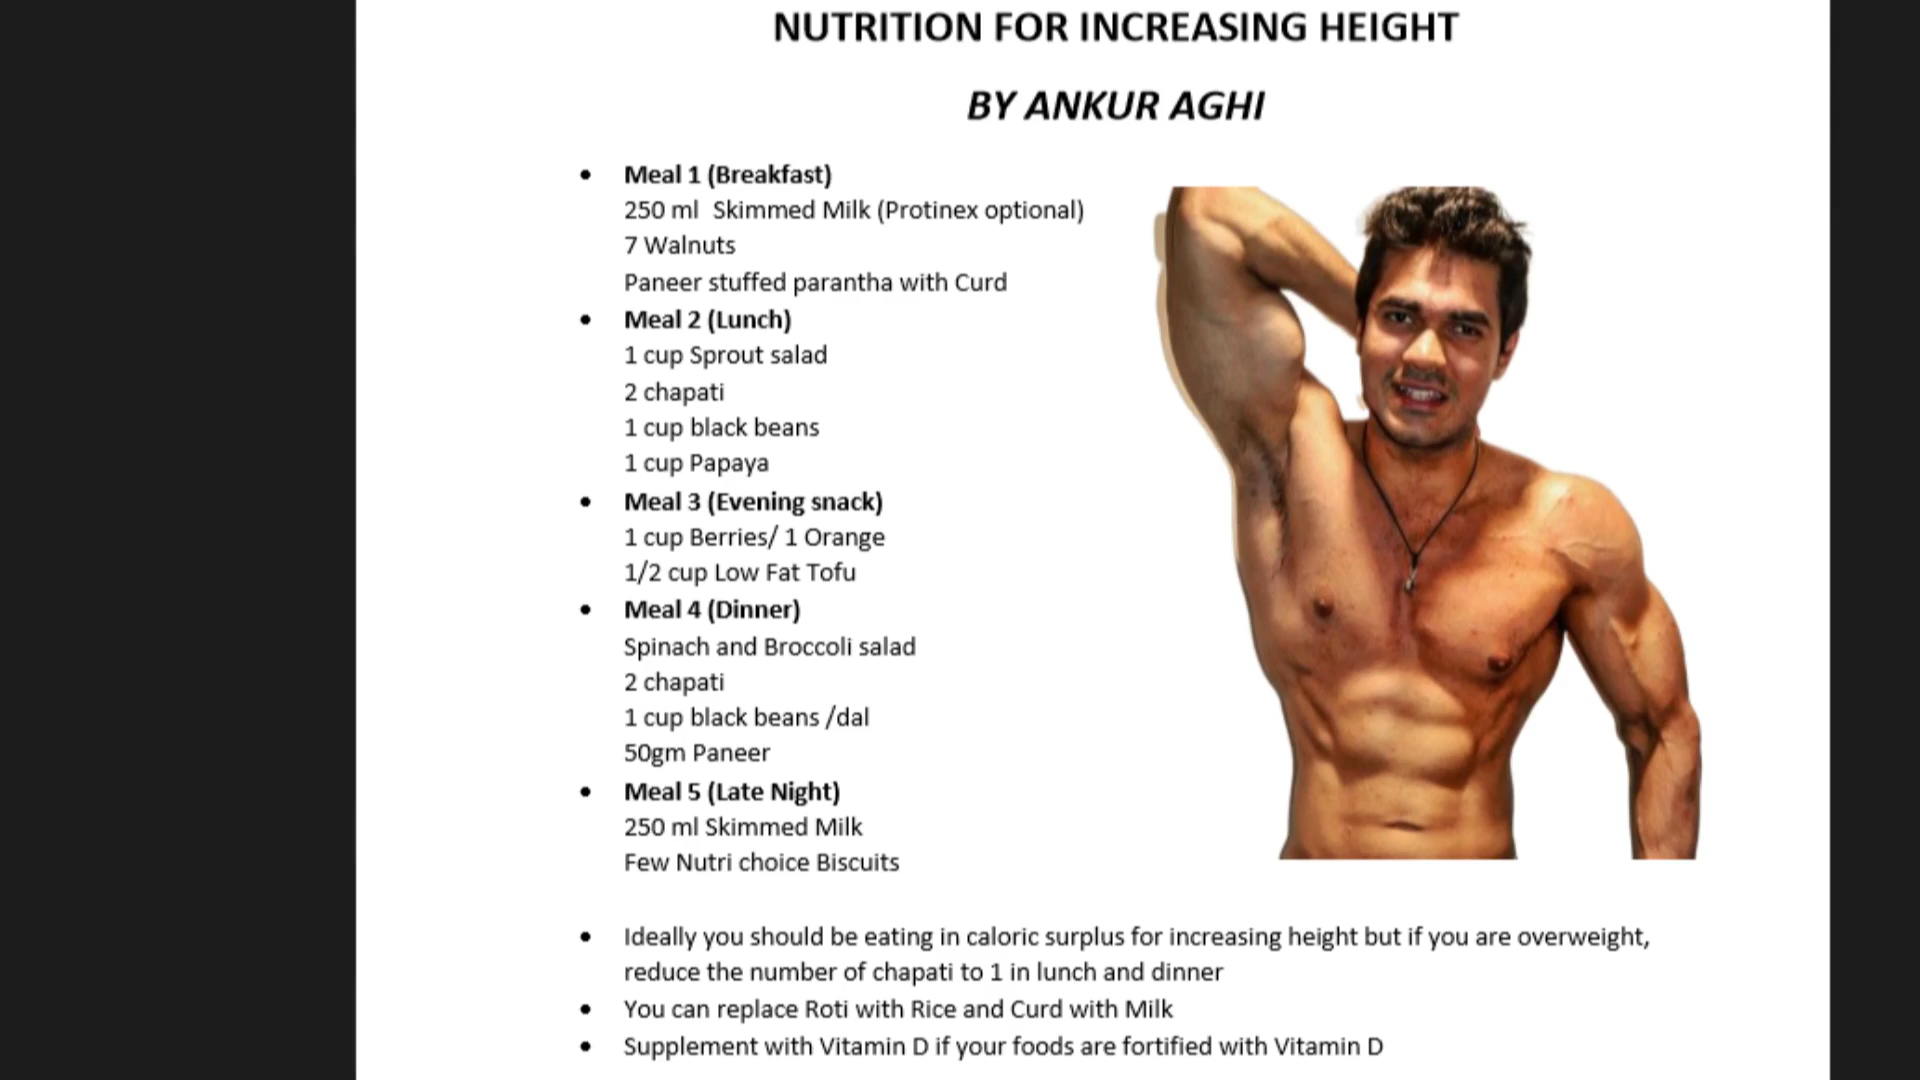 NUTRITION FOR INCREASING HEIGHT
BY ANKUR AGHI
• Meal 1 (Breakfast)
250 ml Skimmed Milk (Protinex optional)
7 Walnuts
Paneer stuffed parantha with Curd
• Meal 2 (Lunch)
1 cup Sprout salad
2 chapati
1 cup black beans
1 cup Papaya
• Meal 3 (Evening snack)
1 cup Berries/ 1 Orange
1/2 cup Low Fat Tofu
• Meal 4 (Dinner)
Spinach and Broccoli salad
2 chapati
1 cup black beans /dal
50gm Paneer
• Meal 5 (Late Night)
250 ml Skimmed Milk
Few Nutri choice Biscuits
• Ideally you should be eating in caloric surplus for increasing height but if you are overweight,
reduce the number of chapati to 1 in lunch and dinner
• You can replace Roti with Rice and Curd with Milk
• Supplement with Vitamin D if your foods are fortified with Vitamin D